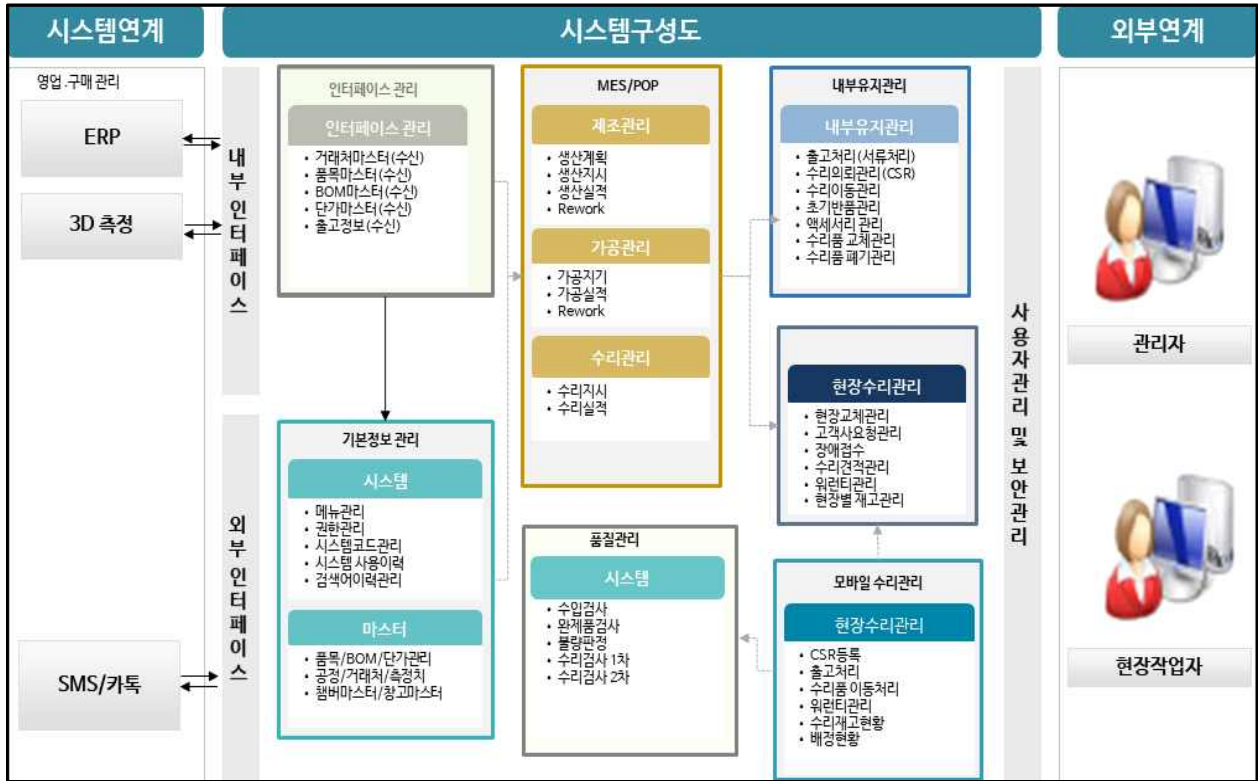 시스템연계
시스템구성도
외부연계
영업.구매 관리
ERP
3D 측정
SMS/카톡
내부 인터페이스
외부 인터페이스
인터페이스 관리
인터페이스 관리
• 거래처마스터(수신)
• 품목마스터(수신)
• BOM마스터(수신)
• 단가마스터(수신)
• 출고정보(수신)
기본정보 관리
시스템
• 메뉴관리
• 권한관리
• 시스템코드관리
• 시스템 사용이력
• 검색어이력관리
마스터
• 품목/BOM/단가관리
• 공정/거래처/측정치
• 챔버마스터/창고마스터
MES/POP
제조관리
• 생산계획
• 생산지시
• 생산실적
• Rework
가공관리
• 가공지기
• 가공실적
• Rework
수리관리
• 수리지시
• 수리실적
품질관리
시스템
• 수입검사
• 완제품검사
• 불량판정
• 수리검사 1차
• 수리검사 2차
내부유지관리
내부유지관리
• 출고처리(서류처리)
• 수리의뢰관리(CSR)
• 수리이동관리
• 초기반품관리
• 액세서리 관리
• 수리품 교체관리
• 수리품 폐기관리
현장수리관리
• 현장교체관리
• 고객사요청관리
• 장애접수
• 수리견적관리
• 워런티관리
• 현장별 재고관리
모바일 수리관리
현장수리관리
• CSR등록
• 출고처리
• 수리품 이동처리
• 워런티관리
• 수리재고현황
• 배정현황
사용자관리 및 보안관리
관리자
현장작업자